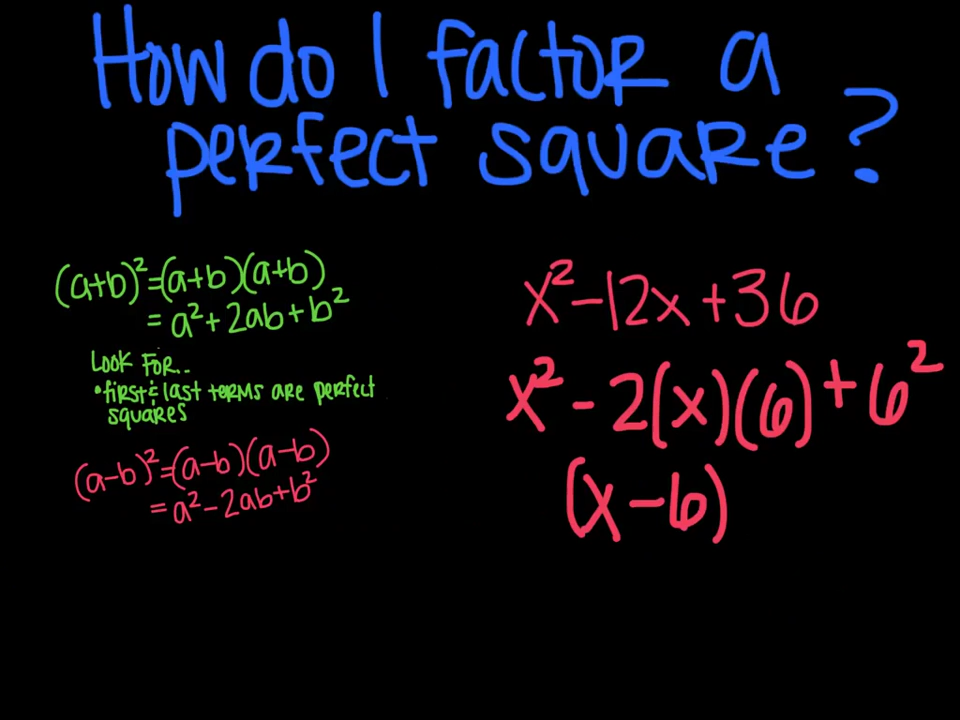 How do I factor a
perfect square?
(a+b)²=(a+b)(a+b)
= a²+2ab+b²
Look for..
• first & last terms are perfect
squares
(a-b)²=(a-b)(a-b)
= a²-2ab+b²
x²-12x+36
x²-2(x)(6)+6²
(x-6)